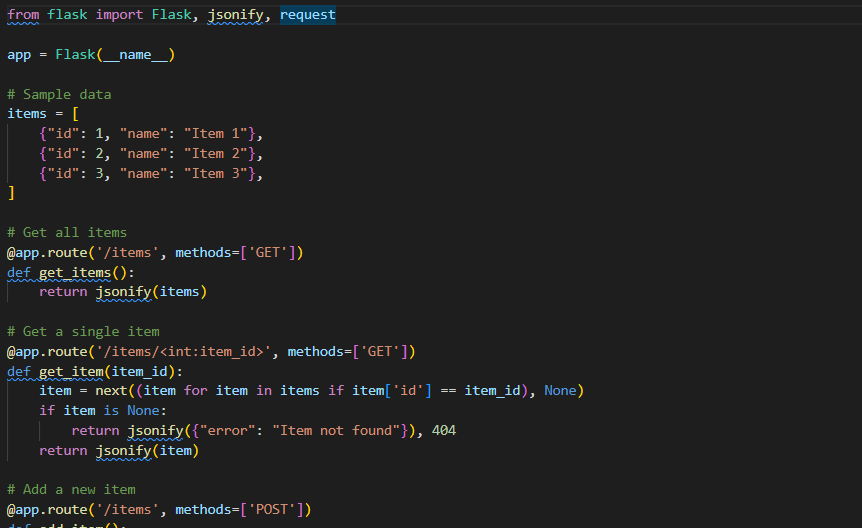 from flask import Flask, jsonify, request
app = Flask(__name__)
# Sample data
items = [
    {"id": 1, "name": "Item 1"},
    {"id": 2, "name": "Item 2"},
    {"id": 3, "name": "Item 3"},
]
# Get all items
@app.route('/items', methods=['GET'])
def get_items():
    return jsonify(items)
# Get a single item
@app.route('/items/<int:item_id>', methods=['GET'])
def get_item(item_id):
    item = next((item for item in items if item['id'] == item_id), None)
    if item is None:
        return jsonify({"error": "Item not found"}), 404
    return jsonify(item)
# Add a new item
@app.route('/items', methods=['POST'])
def add_item():